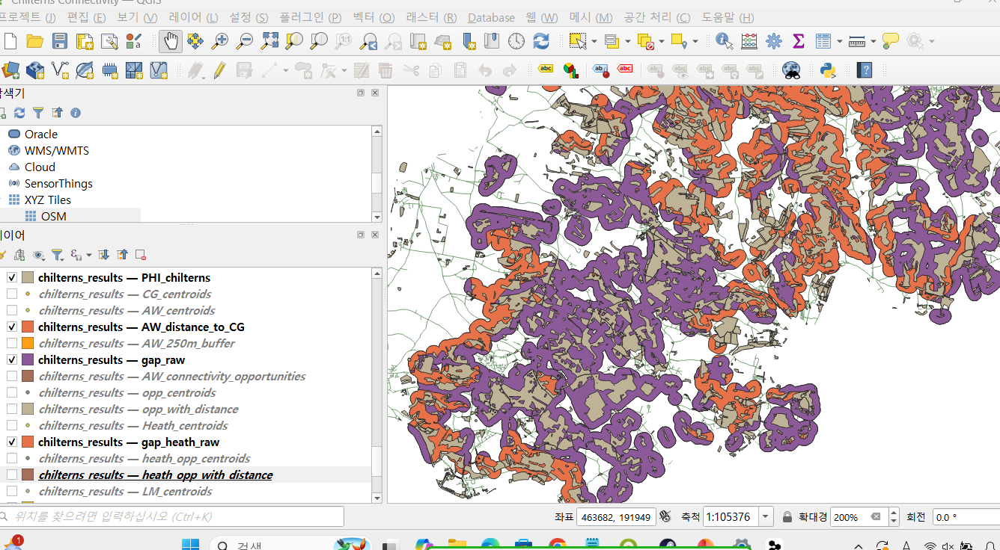 Chilterns Connectivity — QGIS
프로젝트 (J) 편집 (E) 보기 (V) 레이어 (L) 설정 (S) 플러그인 (P) 벡터 (O) 래스터 (R) Database 웹 (W) 메시 (M) 공간 처리 (C) 도움말 (H)
abc abc abc
탐색기
Oracle
WMS/WMTS
Cloud
SensorThings
XYZ Tiles
OSM
레이어
chilterns_results — PHI_chilterns
chilterns_results — CG_centroids
chilterns_results — AW_centroids
chilterns_results — AW_distance_to_CG
chilterns_results — AW_250m_buffer
chilterns_results — gap_raw
chilterns_results — AW_connectivity_opportunities
chilterns_results — opp_centroids
chilterns_results — opp_with_distance
chilterns_results — Heath_centroids
chilterns_results — gap_heath_raw
chilterns_results — heath_opp_centroids
chilterns_results — heath_opp_with_distance
chilterns_results — LM_centroids
위치를 찾으려면 입력하십시오 (Ctrl+K)
좌표 463682, 191949 축척 1:105376 확대경 200% 회전 0.0 °
1 검색 A